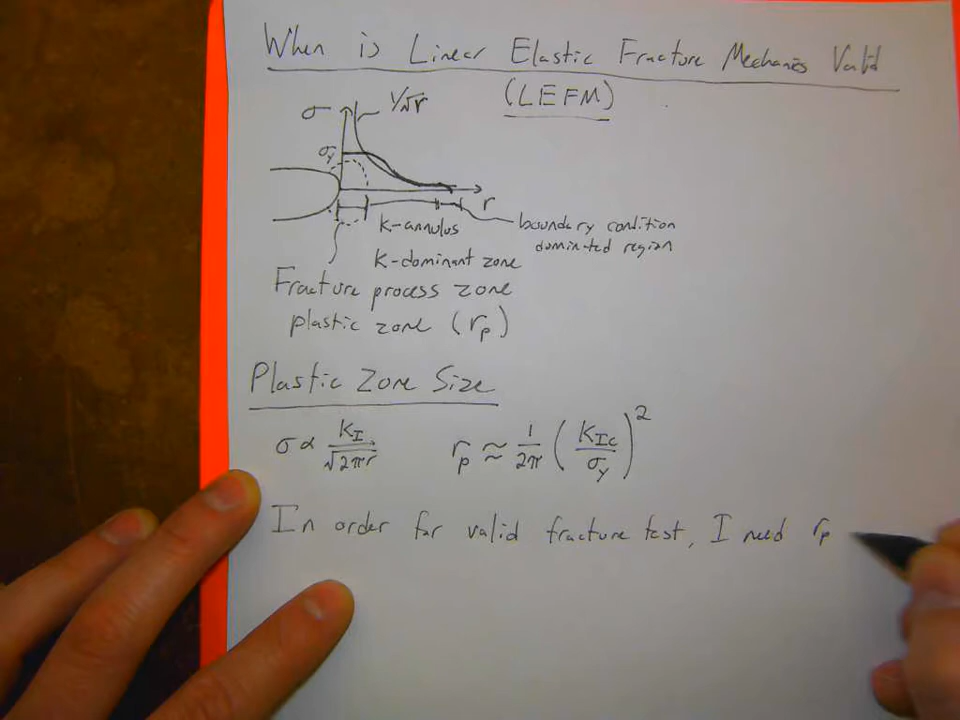 When is Linear Elastic Fracture Mechanics Valid
(LEFM)
σ
1/√r
σy
r
K-annulus
boundary condition
dominated region
K-dominant zone
Fracture process zone
plastic zone (rp)
Plastic Zone Size
σ ∝ KI/√2πr    rp ≈ 1/2π (KIc/σy)²
In order for valid fracture test, I need rp